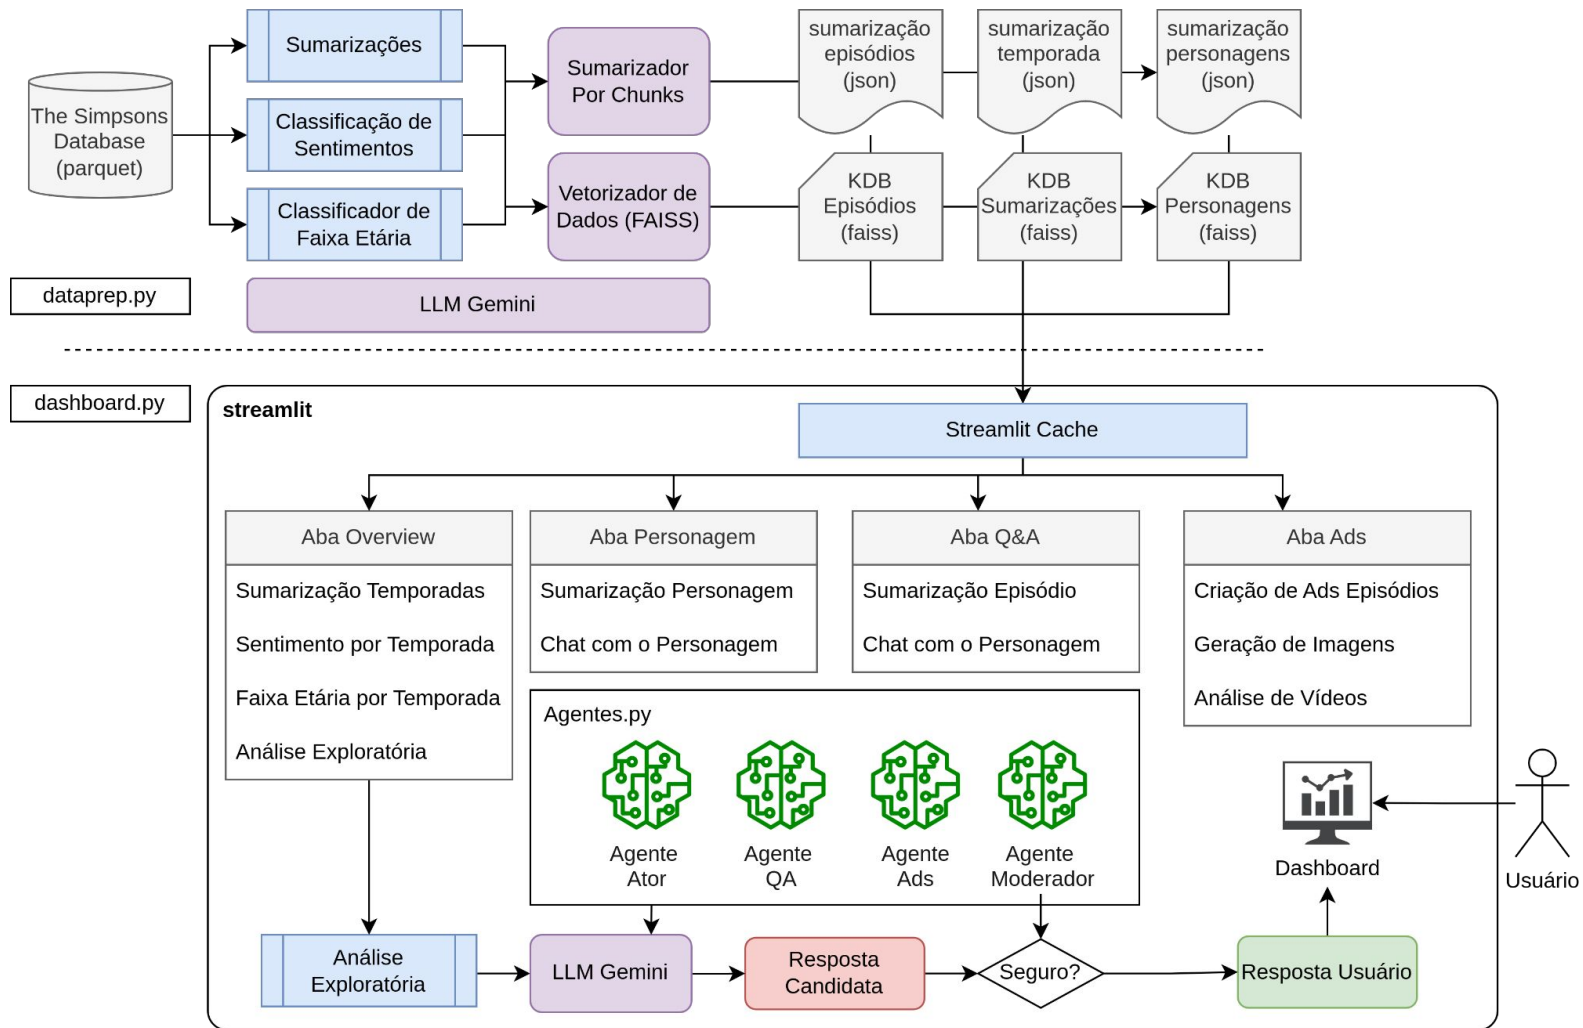 The Simpsons
Database
(parquet)
Sumarizações
Classificação de
Sentimentos
Classificador de
Faixa Etária
Sumarizador
Por Chunks
Vetorizador de
Dados (FAISS)
sumarização
episódios
(json)
sumarização
temporada
(json)
sumarização
personagens
(json)
KDB
Episódios
(faiss)
KDB
Sumarizações
(faiss)
KDB
Personagens
(faiss)
dataprep.py
LLM Gemini
dashboard.py
streamlit
Streamlit Cache
Aba Overview
Sumarização Temporadas
Sentimento por Temporada
Faixa Etária por Temporada
Análise Exploratória
Aba Personagem
Sumarização Personagem
Chat com o Personagem
Aba Q&A
Sumarização Episódio
Chat com o Personagem
Aba Ads
Criação de Ads Episódios
Geração de Imagens
Análise de Vídeos
Agentes.py
Agente
Ator
Agente
QA
Agente
Ads
Agente
Moderador
Dashboard
Usuário
Análise
Exploratória
LLM Gemini
Resposta
Candidata
Seguro?
Resposta Usuário